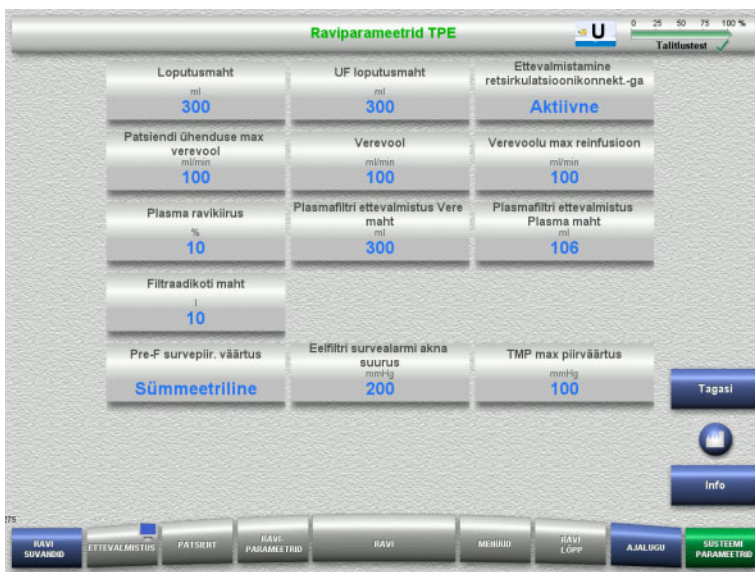 Raviparameetrid TPE
U
0 25 50 75 100 %
Talitlustest
Loputusmaht
ml
300
UF loputusmaht
ml
300
Ettevalmistamine
retsirkulatsioonikonnekt.-ga
Aktiivne
Patsiendi ühenduse max
verevool
ml/min
100
Verevool
ml/min
100
Verevoolu max reinfusioon
ml/min
100
Plasma ravikiirus
%
10
Plasmafiltri ettevalmistus Vere
maht
ml
300
Plasmafiltri ettevalmistus
Plasma maht
ml
106
Filtraadikoti maht
l
10
Pre-F survepiir. väärtus
Sümmeetriline
Eelfiltri survealarmi akna
suurus
mmHg
200
TMP max piirväärtus
mmHg
100
Tagasi
Info
275
RAVI
SUVANDID
ETTEVALMISTUS
PATSIENT
RAVI-
PARAMEETRID
RAVI
MENÜÜD
RAVI
LÕPP
AJALUGU
SÜSTEEMI
PARAMEETRID